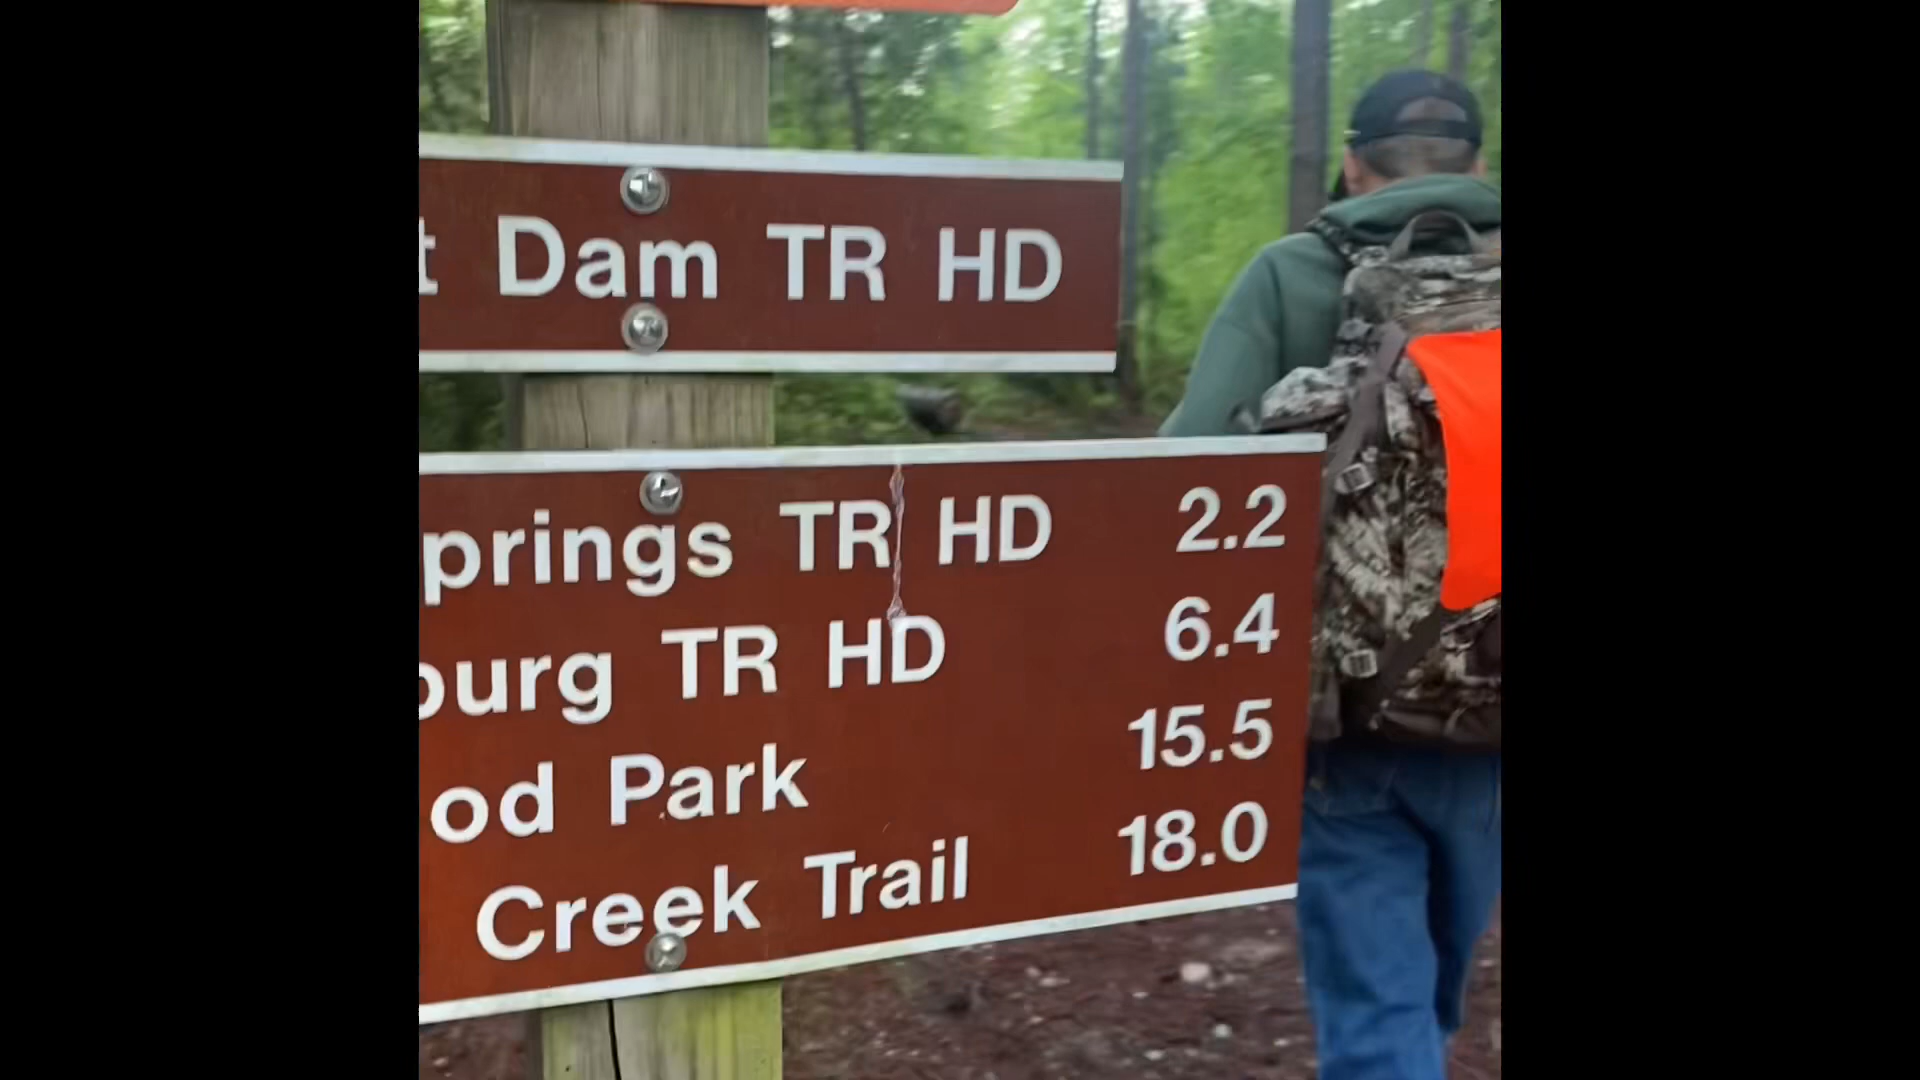 t Dam TR HD
prings TR HD 2.2
burg TR HD 6.4
od Park 15.5
Creek Trail 18.0